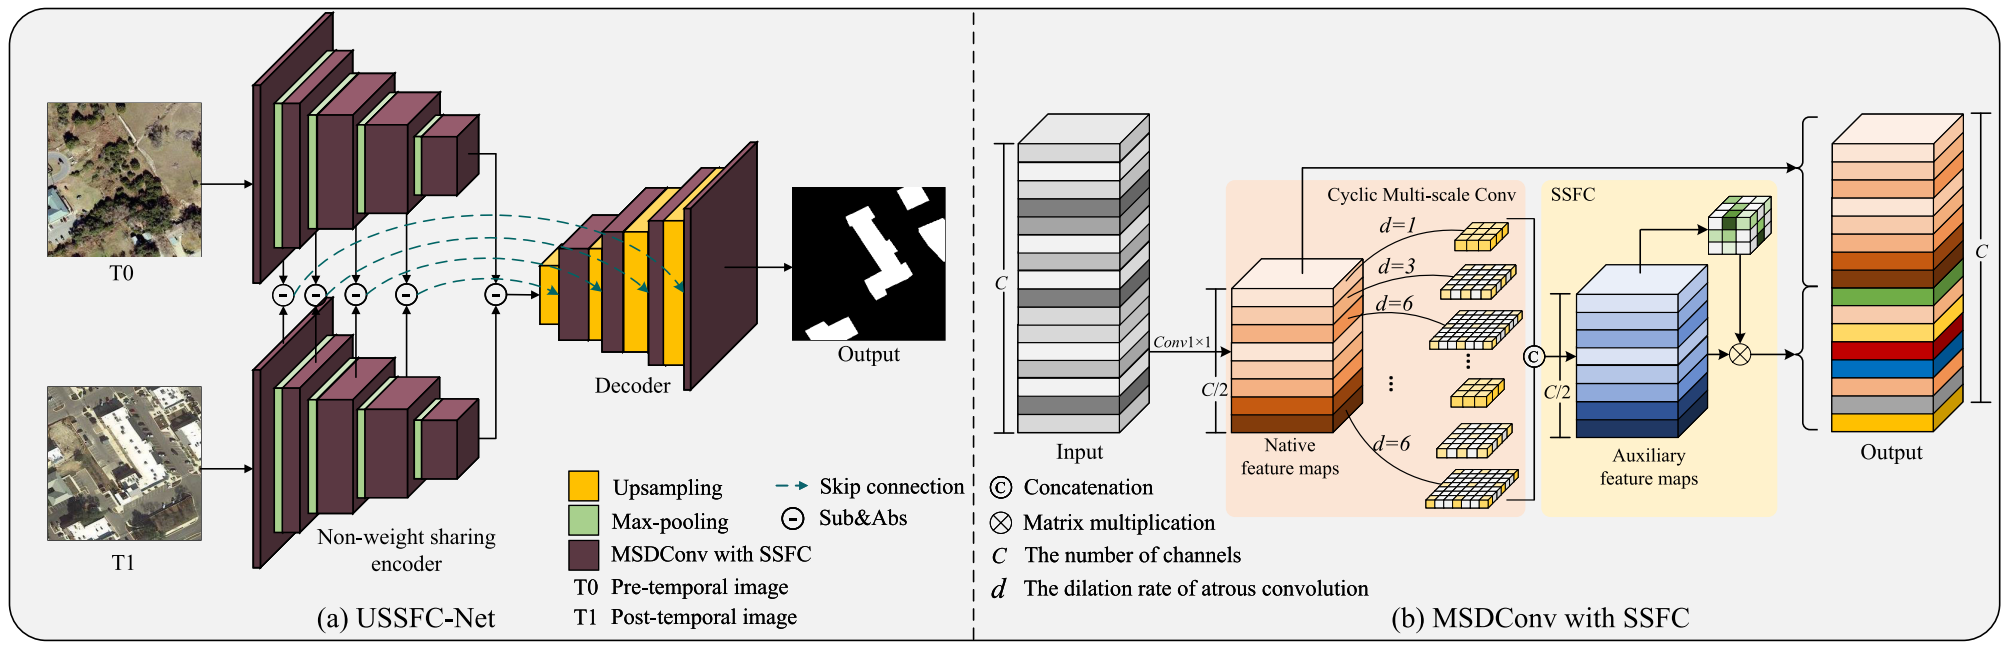 T0
T1
Non-weight sharing
encoder
Decoder
Output
Upsampling
Max-pooling
MSDConv with SSFC
T0 Pre-temporal image
T1 Post-temporal image
Skip connection
Sub&Abs
(a) USSFC-Net
C
Input
Conv1×1
C/2
Native
feature maps
Cyclic Multi-scale Conv
d=1
d=3
d=6
d=6
C
SSFC
C/2
Auxiliary
feature maps
C
Output
C Concatenation
Matrix multiplication
C The number of channels
d The dilation rate of atrous convolution
(b) MSDConv with SSFC